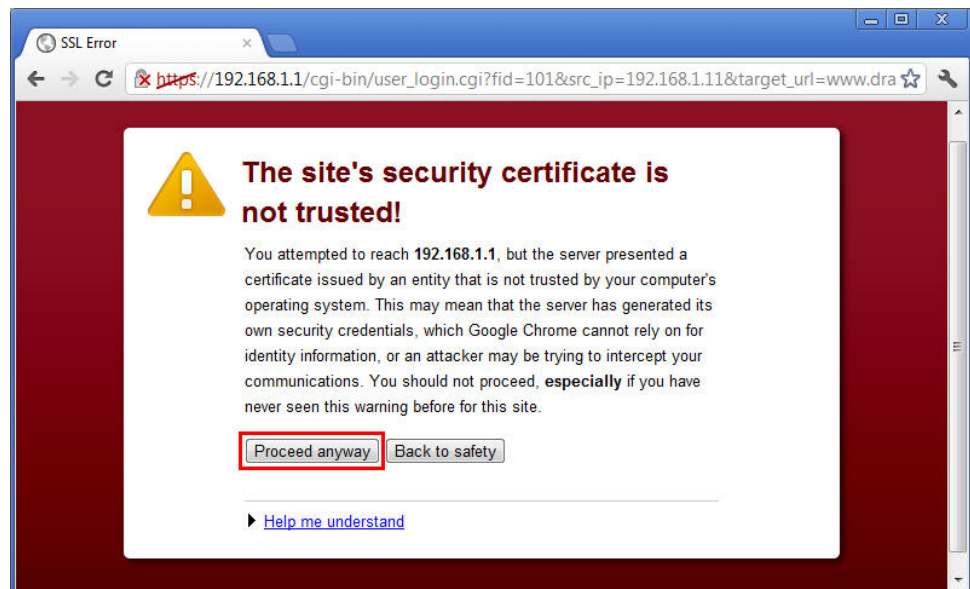 SSL Error
https://192.168.1.1/cgi-bin/user_login.cgi?fid=101&src_ip=192.168.1.11&target_url=www.dra
The site's security certificate is
not trusted!
You attempted to reach 192.168.1.1, but the server presented a
certificate issued by an entity that is not trusted by your computer's
operating system. This may mean that the server has generated its
own security credentials, which Google Chrome cannot rely on for
identity information, or an attacker may be trying to intercept your
communications. You should not proceed, especially if you have
never seen this warning before for this site.
Proceed anyway Back to safety
Help me understand